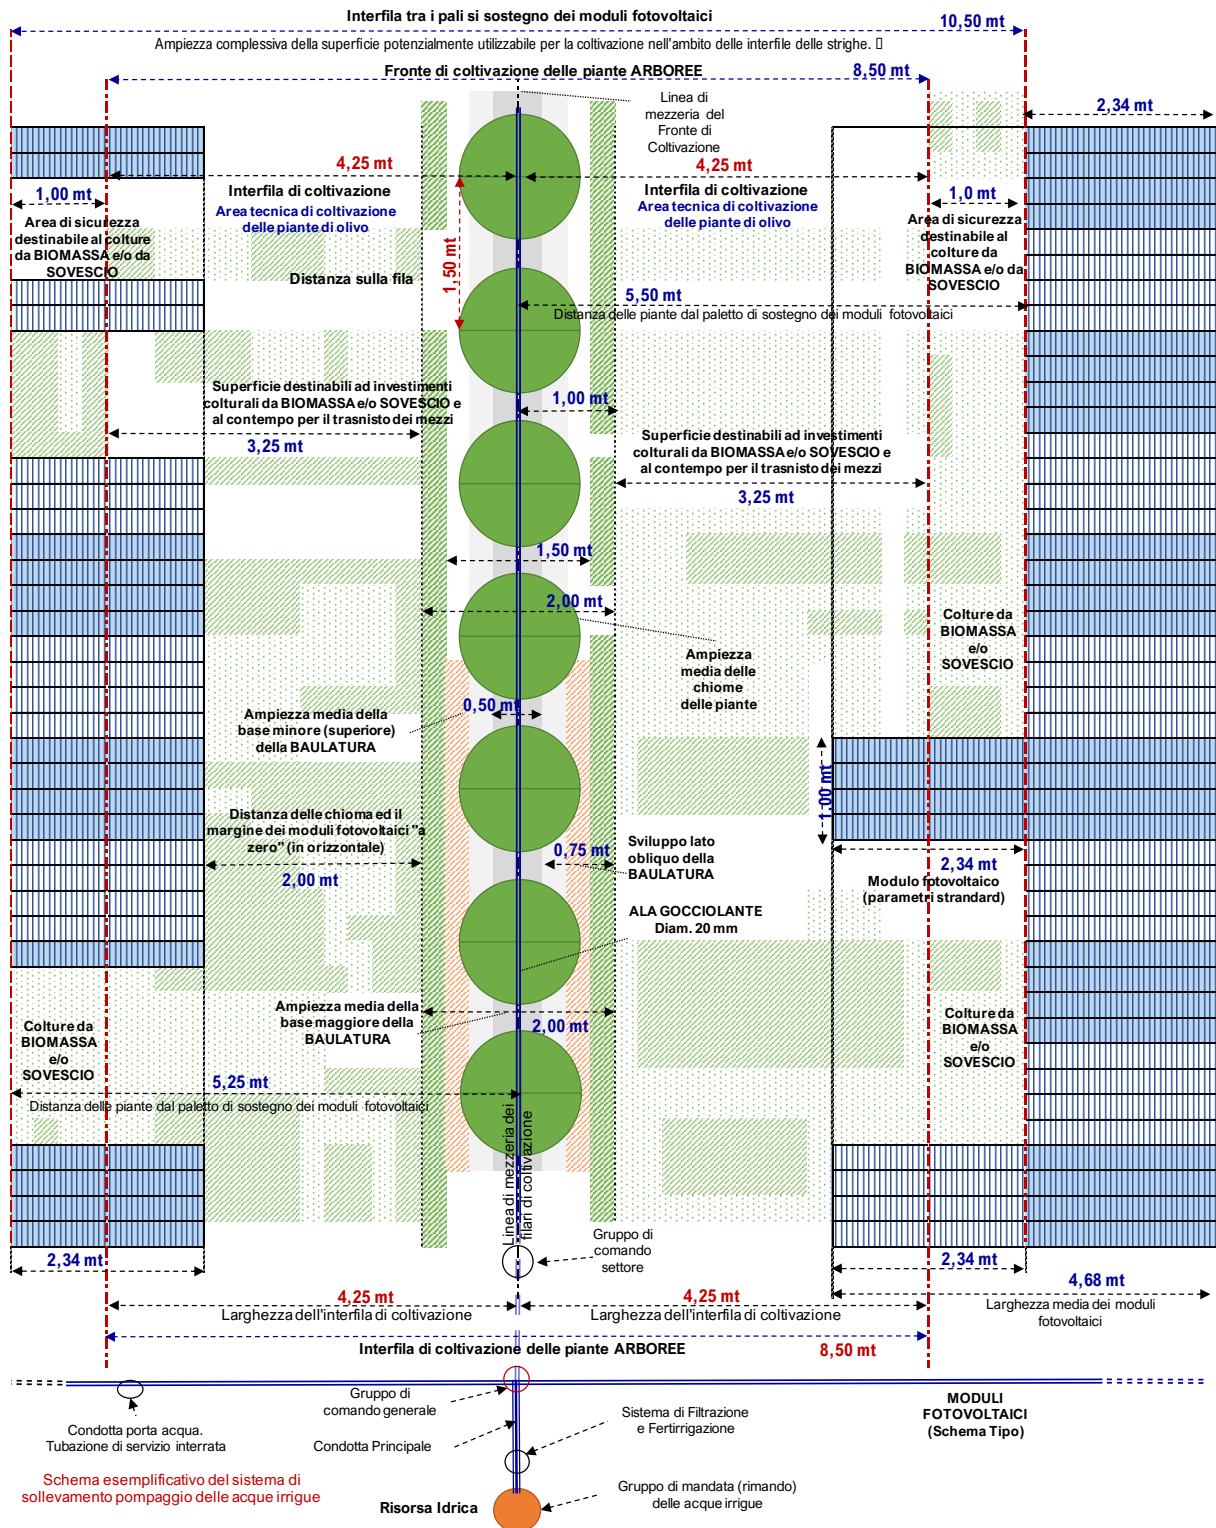 Interfila tra i pali si sostegno dei moduli fotovoltaici
10,50 mt
Ampiezza complessiva della superficie potenzialmente utilizzabile per la coltivazione nell'ambito delle interfile delle strighe. 
Fronte di coltivazione delle piante ARBOREE
8,50 mt
Linea di
mezzeria del
Fronte di
Coltivazione
2,34 mt
4,25 mt
4,25 mt
1,00 mt
Interfila di coltivazione
Area tecnica di coltivazione
delle piante di olivo
Interfila di coltivazione
Area tecnica di coltivazione
delle piante di olivo
1,0 mt
Area di sicurezza
destinabile al colture
da BIOMASSA e/o da
SOVESCIO
Area di sicurezza
destinabile al
colture da
BIOMASSA e/o da
SOVESCIO
Distanza sulla fila
1,50 mt
5,50 mt
Distanza delle piante dal paletto di sostegno dei moduli fotovoltaici
Superficie destinabili ad investimenti
colturali da BIOMASSA e/o SOVESCIO e
al contempo per il trasnisto dei mezzi
3,25 mt
1,00 mt
Superficie destinabili ad investimenti
colturali da BIOMASSA e/o SOVESCIO e
al contempo per il trasnisto dei mezzi
3,25 mt
1,50 mt
2,00 mt
Colture da
BIOMASSA
e/o
SOVESCIO
Ampiezza
media delle
chiome
delle piante
0,50 mt
Ampiezza media della
base minore (superiore)
della BAULATURA
1,00 mt
Distanza delle chioma ed il
margine dei moduli fotovoltaici "a
zero" (in orizzontale)
2,00 mt
0,75 mt
Sviluppo lato
obliquo della
BAULATURA
2,34 mt
Modulo fotovoltaico
(parametri strandard)
ALA GOCCIOLANTE
Diam. 20 mm
Ampiezza media della
base maggiore della
BAULATURA
2,00 mt
Colture da
BIOMASSA
e/o
SOVESCIO
Colture da
BIOMASSA
e/o
SOVESCIO
5,25 mt
Distanza delle piante dal paletto di sostegno dei moduli fotovoltaici
Linea di mezzeria dei
filari di coltivazione
Gruppo di
comando
settore
2,34 mt
2,34 mt
4,68 mt
Larghezza media dei moduli
fotovoltaici
4,25 mt
4,25 mt
Larghezza dell'interfila di coltivazione
Larghezza dell'interfila di coltivazione
Interfila di coltivazione delle piante ARBOREE
8,50 mt
Gruppo di
comando generale
MODULI
FOTOVOLTAICI
(Schema Tipo)
Condotta porta acqua.
Tubazione di servizio interrata
Condotta Principale
Sistema di Filtrazione
e Fertirrigazione
Schema esemplificativo del sistema di
sollevamento pompaggio delle acque irrigue
Risorsa Idrica
Gruppo di mandata (rimando)
delle acque irrigue